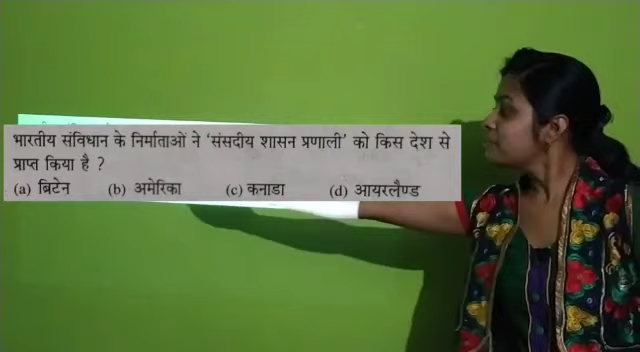 भारतीय संविधान के निर्माताओं ने ‘संसदीय शासन प्रणाली’ को किस देश से
प्राप्त किया है ?
(a) ब्रिटेन (b) अमेरिका (c) कनाडा (d) आयरलैण्ड